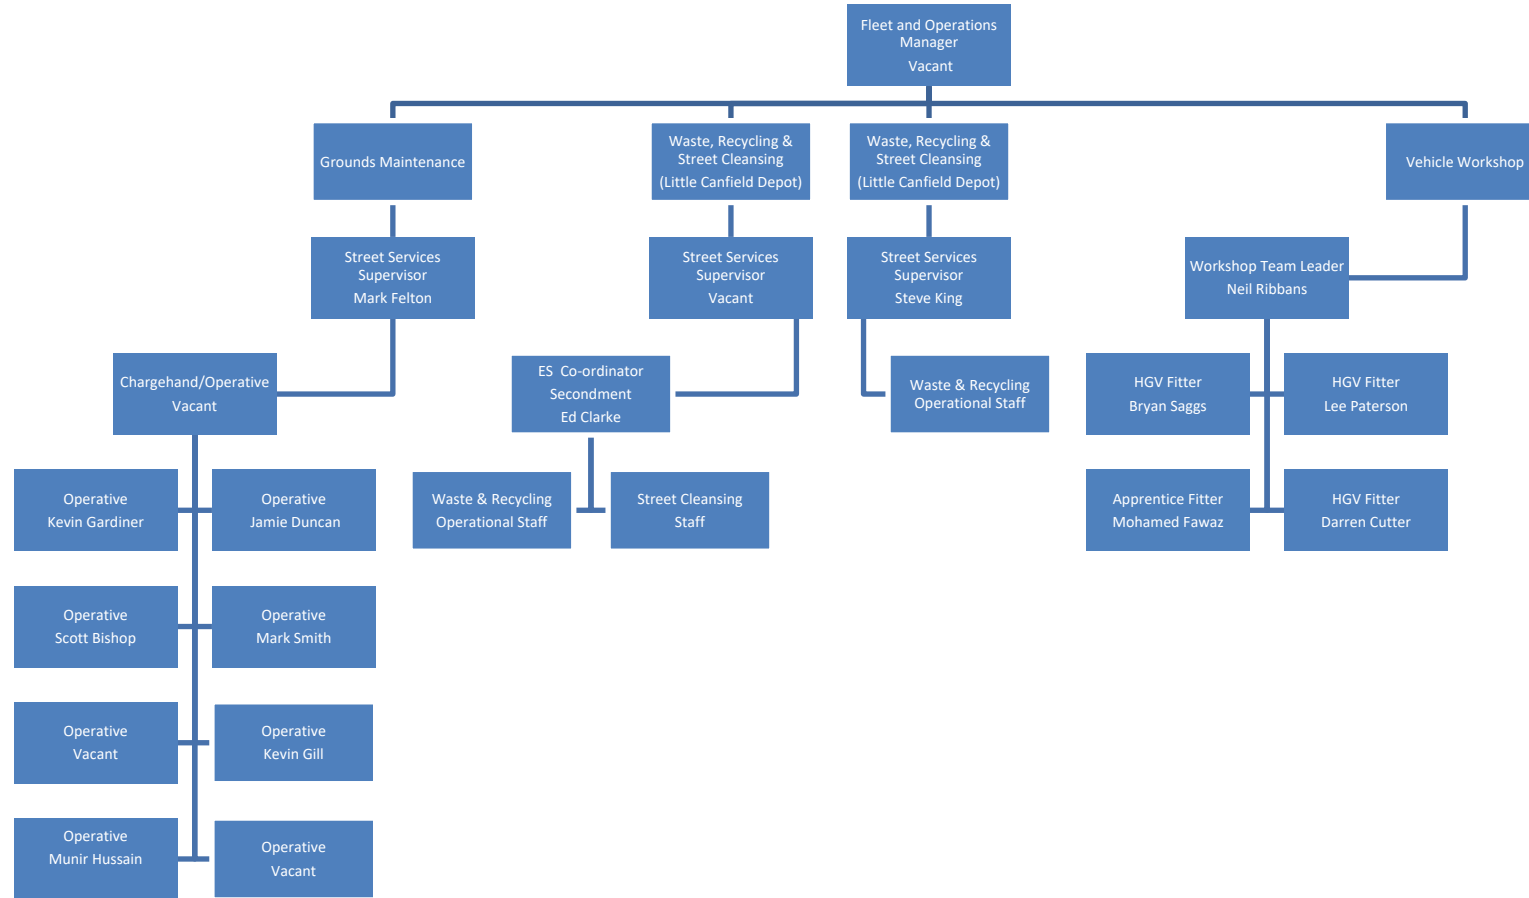 Fleet and Operations
Manager
Vacant
Grounds Maintenance
Waste, Recycling &
Street Cleansing
(Little Canfield Depot)
Waste, Recycling &
Street Cleansing
(Little Canfield Depot)
Vehicle Workshop
Street Services
Supervisor
Mark Felton
Street Services
Supervisor
Vacant
Street Services
Supervisor
Steve King
Workshop Team Leader
Neil Ribbans
Chargehand/Operative
Vacant
ES Co-ordinator
Secondment
Ed Clarke
Waste & Recycling
Operational Staff
HGV Fitter
Bryan Saggs
HGV Fitter
Lee Paterson
Operative
Kevin Gardiner
Operative
Jamie Duncan
Waste & Recycling
Operational Staff
Street Cleansing
Staff
Apprentice Fitter
Mohamed Fawaz
HGV Fitter
Darren Cutter
Operative
Scott Bishop
Operative
Mark Smith
Operative
Vacant
Operative
Kevin Gill
Operative
Munir Hussain
Operative
Vacant